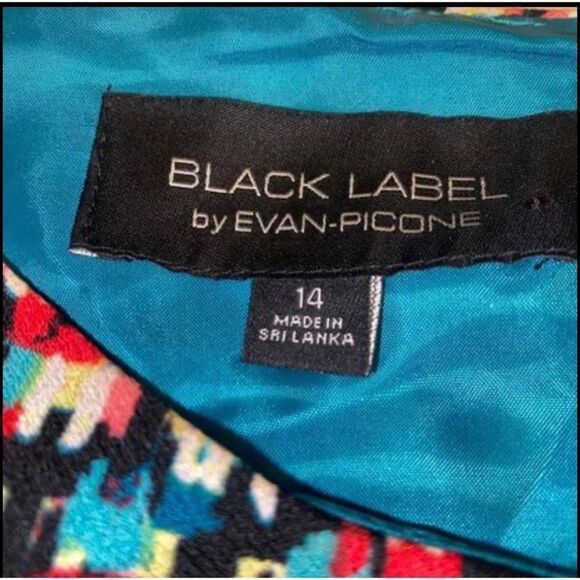 BLACK LABEL
by EVAN-PICONE
14
MADE IN
SRI LANKA